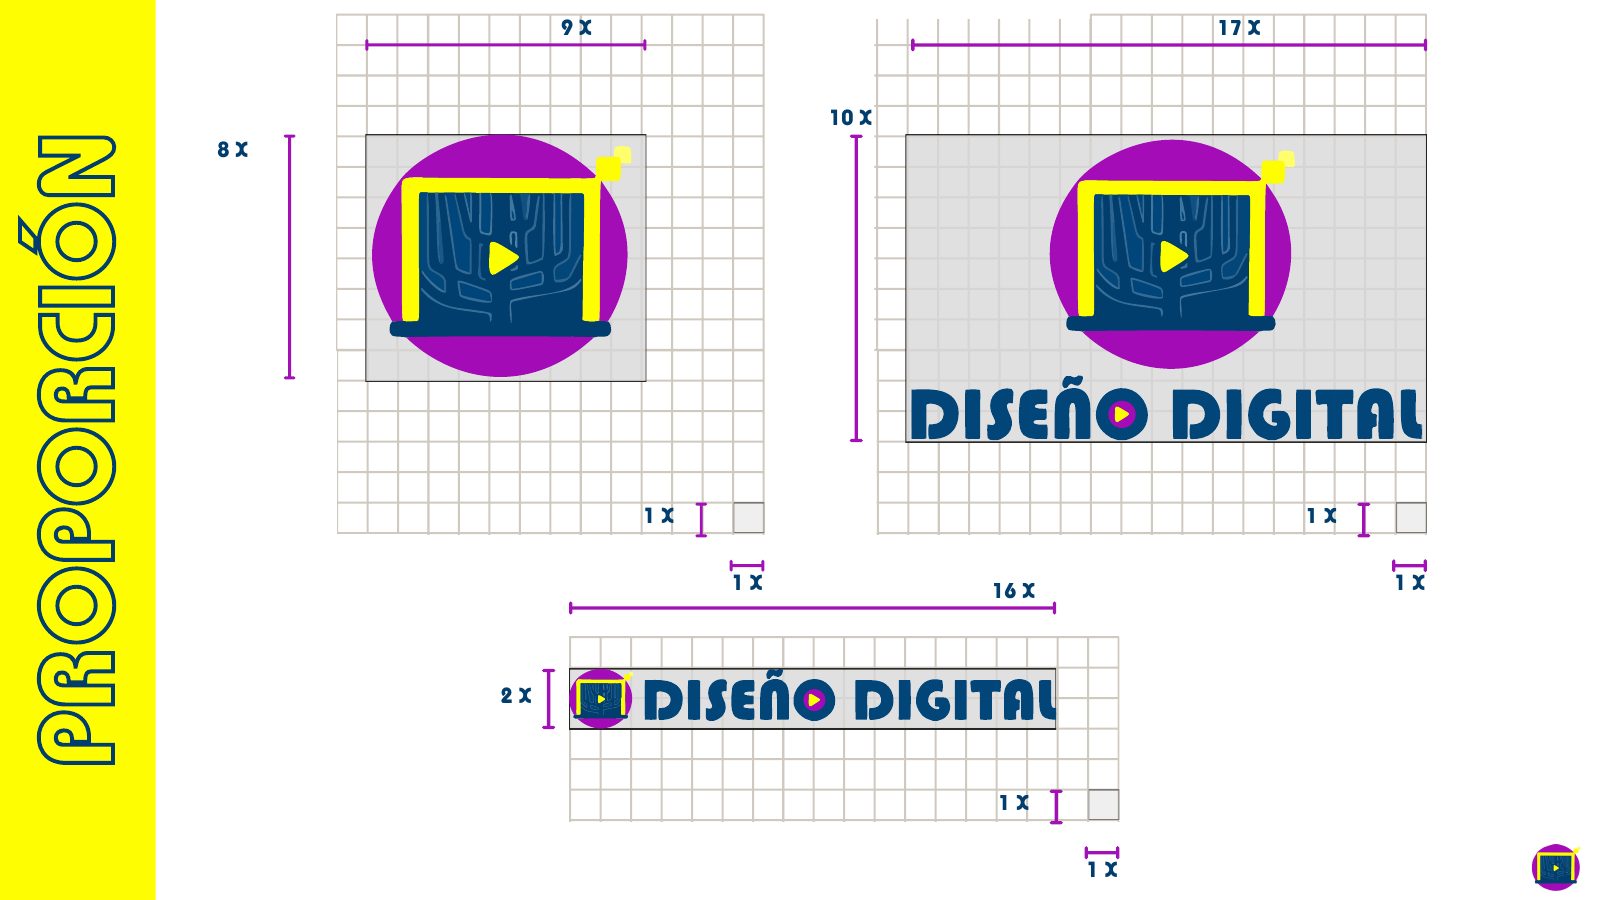 PROPORCIÓN
9 X
8 X
1 X
1 X
17 X
10 X
DISEÑO DIGITAL
1 X
1 X
16 X
2 X
DISEÑO DIGITAL
1 X
1 X